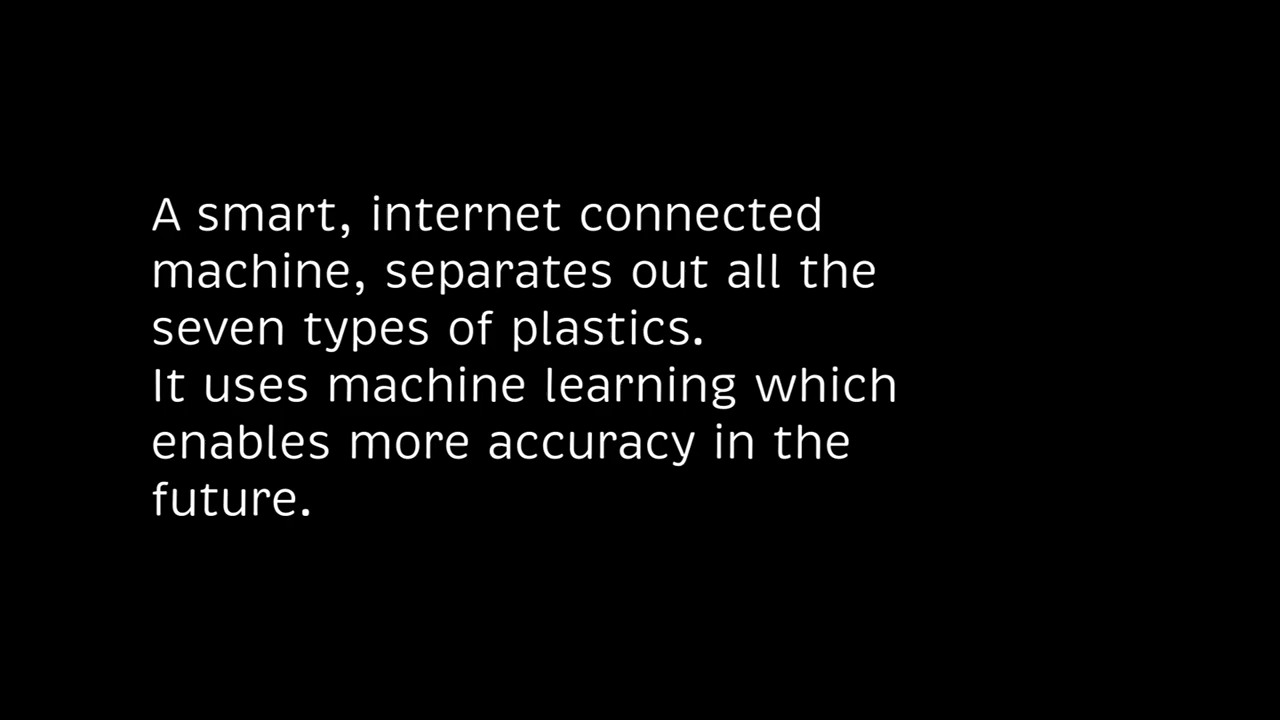 A smart, internet connected
machine, separates out all the
seven types of plastics.
It uses machine learning which
enables more accuracy in the
future.